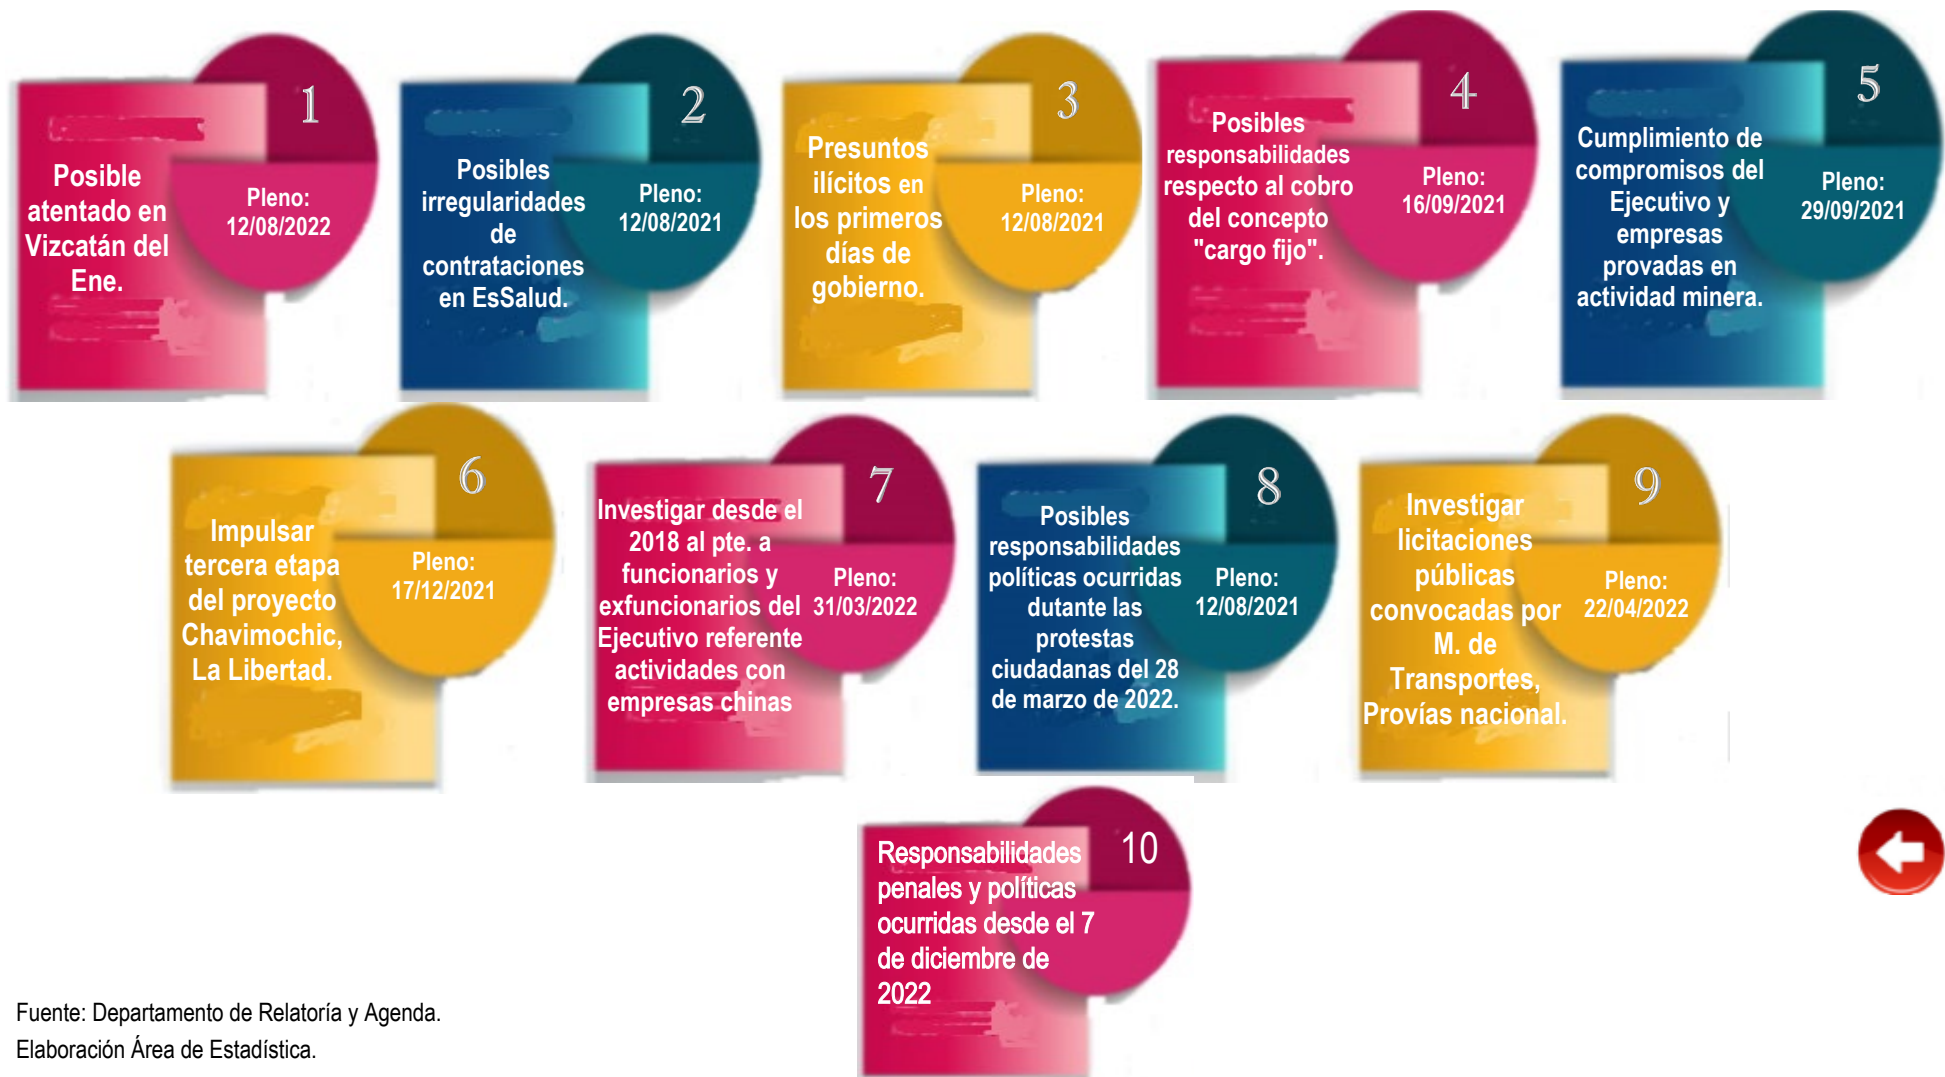 1
Posible
atentado en
Vizcatán del
Ene.
Pleno:
12/08/2022
2
Posibles
irregularidades
de
contrataciones
en EsSalud.
Pleno:
12/08/2021
3
Presuntos
ilícitos en
los primeros
días de
gobierno.
Pleno:
12/08/2021
4
Posibles
responsabilidades
respecto al cobro
del concepto
"cargo fijo".
Pleno:
16/09/2021
5
Cumplimiento de
compromisos del
Ejecutivo y
empresas
provadas en
actividad minera.
Pleno:
29/09/2021
6
Impulsar
tercera etapa
del proyecto
Chavimochic,
La Libertad.
Pleno:
17/12/2021
7
Investigar desde el
2018 al pte. a
funcionarios y
exfuncionarios del
Ejecutivo referente
actividades con
empresas chinas
Pleno:
31/03/2022
8
Posibles
responsabilidades
políticas ocurridas
dutante las
protestas
ciudadanas del 28
de marzo de 2022.
Pleno:
12/08/2021
9
Investigar
licitaciones
públicas
convocadas por
M. de
Transportes,
Provías nacional.
Pleno:
22/04/2022
10
Responsabilidades
penales y políticas
ocurridas desde el 7
de diciembre de
2022
Fuente: Departamento de Relatoría y Agenda.
Elaboración Área de Estadística.